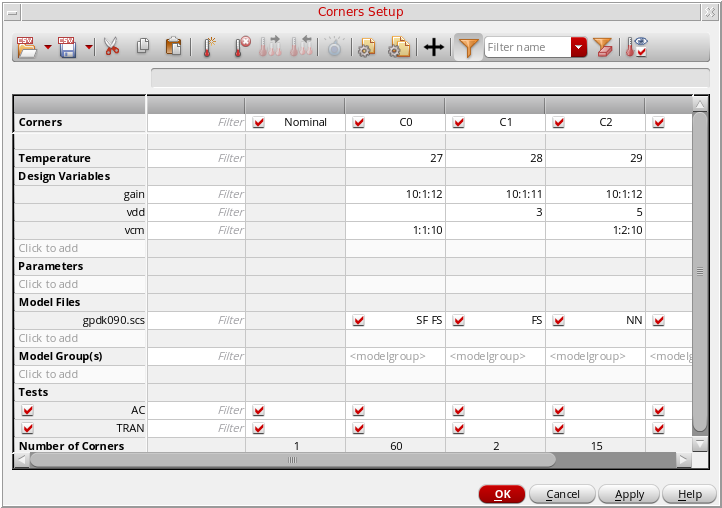 Corners Setup
CSV CSV Filter name
Corners Filter Nominal C0 C1 C2
Temperature Filter 27 28 29
Design Variables
gain Filter 10:1:12 10:1:11 10:1:12
vdd Filter 3 5
vcm Filter 1:1:10 1:2:10
Click to add
Parameters
Click to add
Model Files
gpdk090.scs Filter SF FS FS NN
Click to add
Model Group(s) Filter <modelgroup> <modelgroup> <modelgroup> <modelg
Click to add
Tests
AC Filter
TRAN Filter
Number of Corners 1 60 2 15
OK Cancel Apply Help